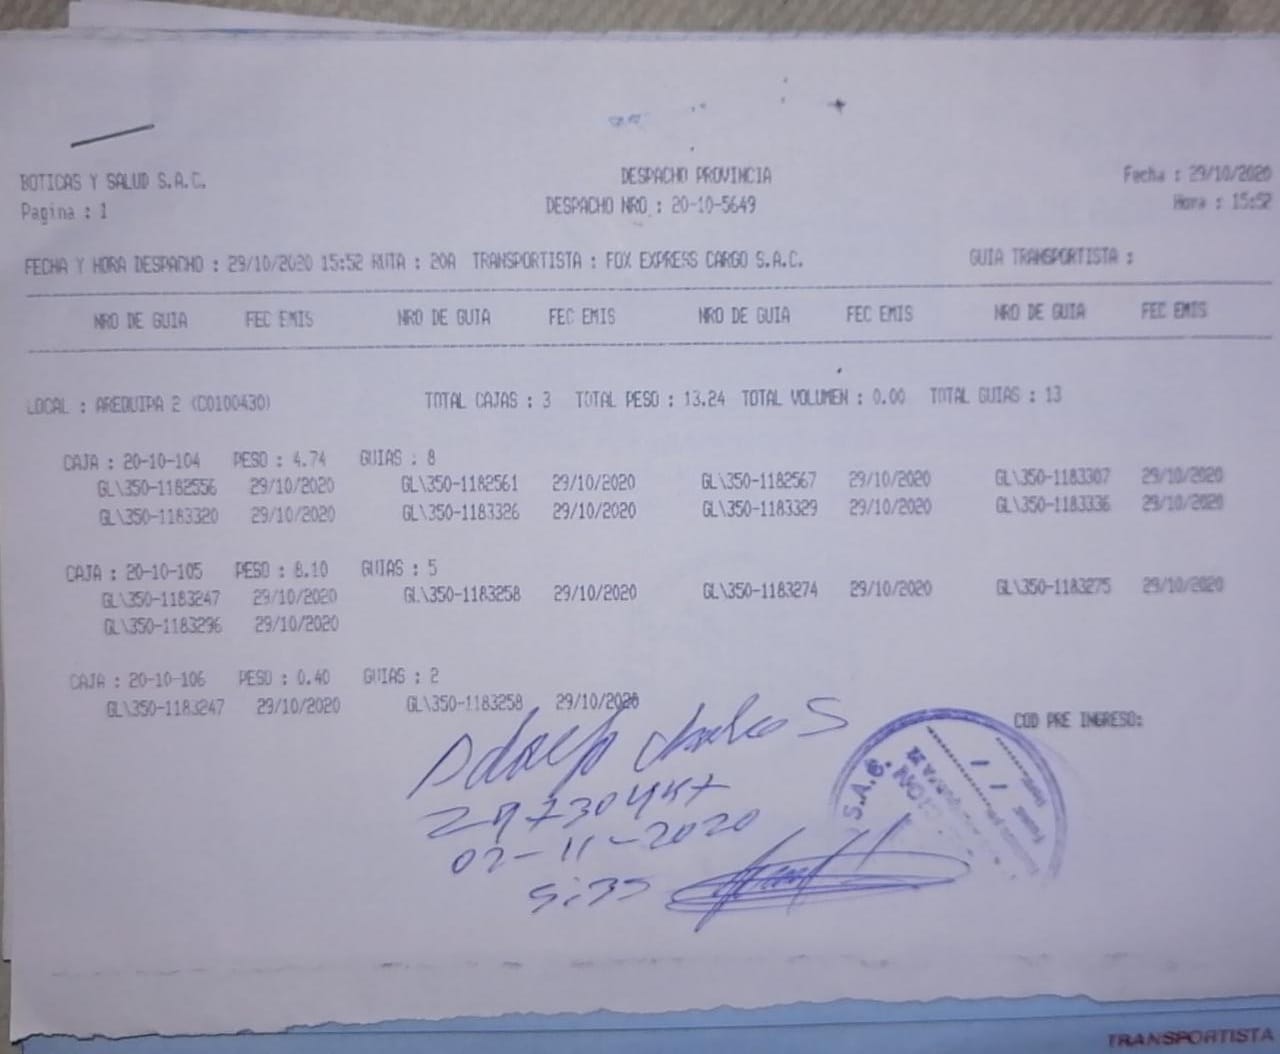 BOTICAS Y SALUD S.A.C. DESPACHO PROVINCIA Fecha : 29/10/2020
Pagina : 1 DESPACHO NRO : 20-10-5649 Hora : 15:52
FECHA Y HORA DESPACHO : 29/10/2020 15:52 RUTA : 20A TRANSPORTISTA : FOX EXPRESS CARGO S.A.C. GUIA TRANSPORTISTA :
NRO DE GUIA FEC EMIS NRO DE GUIA FEC EMIS NRO DE GUIA FEC EMIS NRO DE GUIA FEC EMIS
LOCAL : AREQUIPA 2 (C0100430) TOTAL CAJAS : 3 TOTAL PESO : 13.24 TOTAL VOLUMEN : 0.00 TOTAL GUIAS : 13
CAJA : 20-10-104 PESO : 4.74 GUIAS : 8
GL\350-1182556 29/10/2020 GL\350-1182561 29/10/2020 GL\350-1182567 29/10/2020 GL\350-1183307 29/10/2020
GL\350-1183320 29/10/2020 GL\350-1183326 29/10/2020 GL\350-1183329 29/10/2020 GL\350-1183336 29/10/2020
CAJA : 20-10-105 PESO : 8.10 GUIAS : 5
GL\350-1183247 29/10/2020 GL\350-1183258 29/10/2020 GL\350-1183274 29/10/2020 GL\350-1183275 29/10/2020
GL\350-1183296 29/10/2020
CAJA : 20-10-106 PESO : 0.40 GUIAS : 2
GL\350-1183247 29/10/2020 GL\350-1183258 29/10/2020
COD PRE INGRESO:
S
S.A.C.
02-11-2020
TRANSPORTISTA